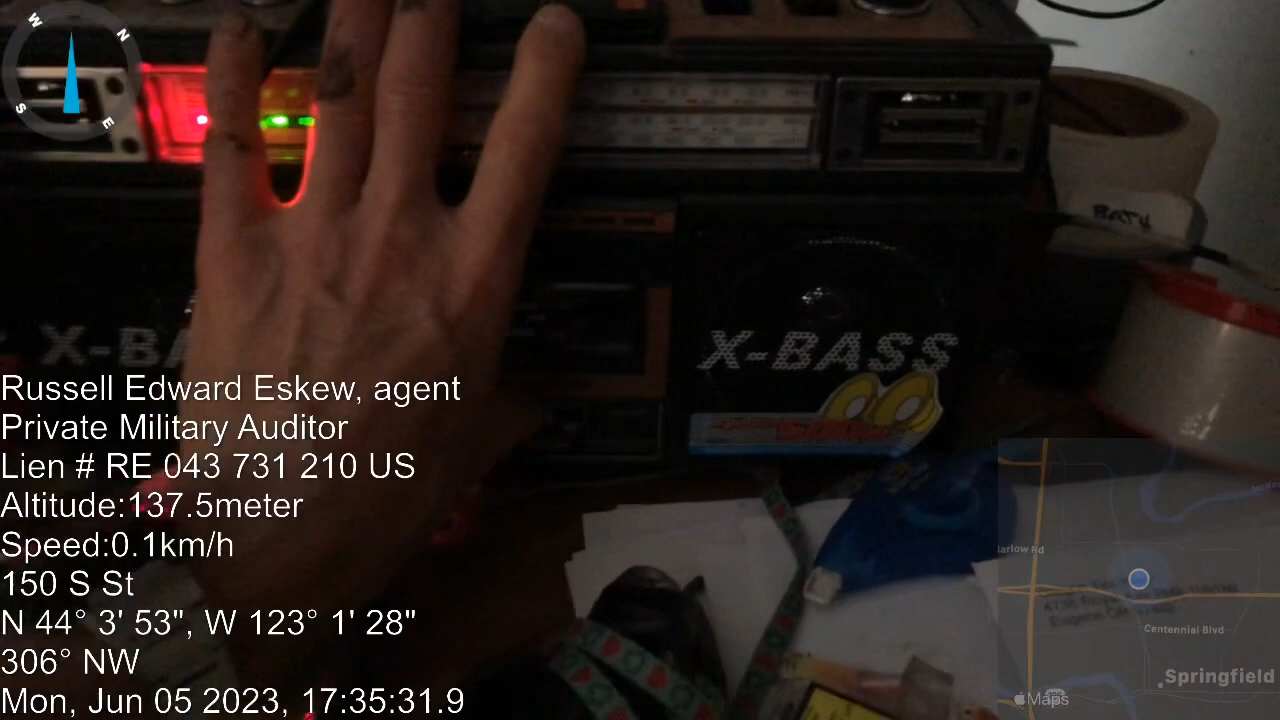 W
N
S
E
BATH
X-BA
X-BASS
Russell Edward Eskew, agent
Private Military Auditor
Lien # RE 043 731 210 US
Altitude:137.5meter
Speed:0.1km/h
150 S St
N 44° 3' 53", W 123° 1' 28"
306° NW
Mon, Jun 05 2023, 17:35:31.9
arlow Rd
Centennial Blvd
Springfield
Maps